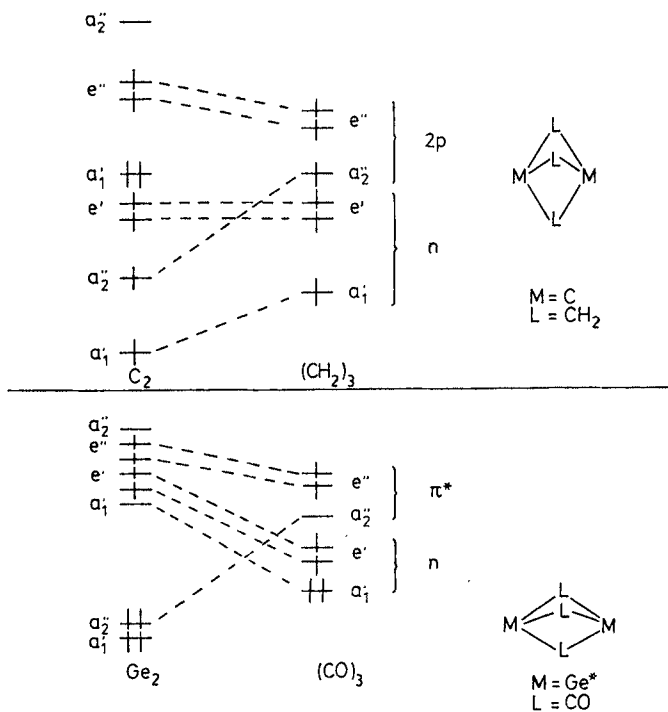 a₂″
e″
a₁′
e′
a₂″
a₁′
C₂
(CH₂)₃
e″
a₂″
e′
a₁′
2p
n
L
M L M
L
M = C
L = CH₂
a₂″
e″
e′
a₁′
a₂″
a₁′
Ge₂
(CO)₃
e″
a₂″
e′
a₁′
π*
n
L
M L M
L
M = Ge*
L = CO